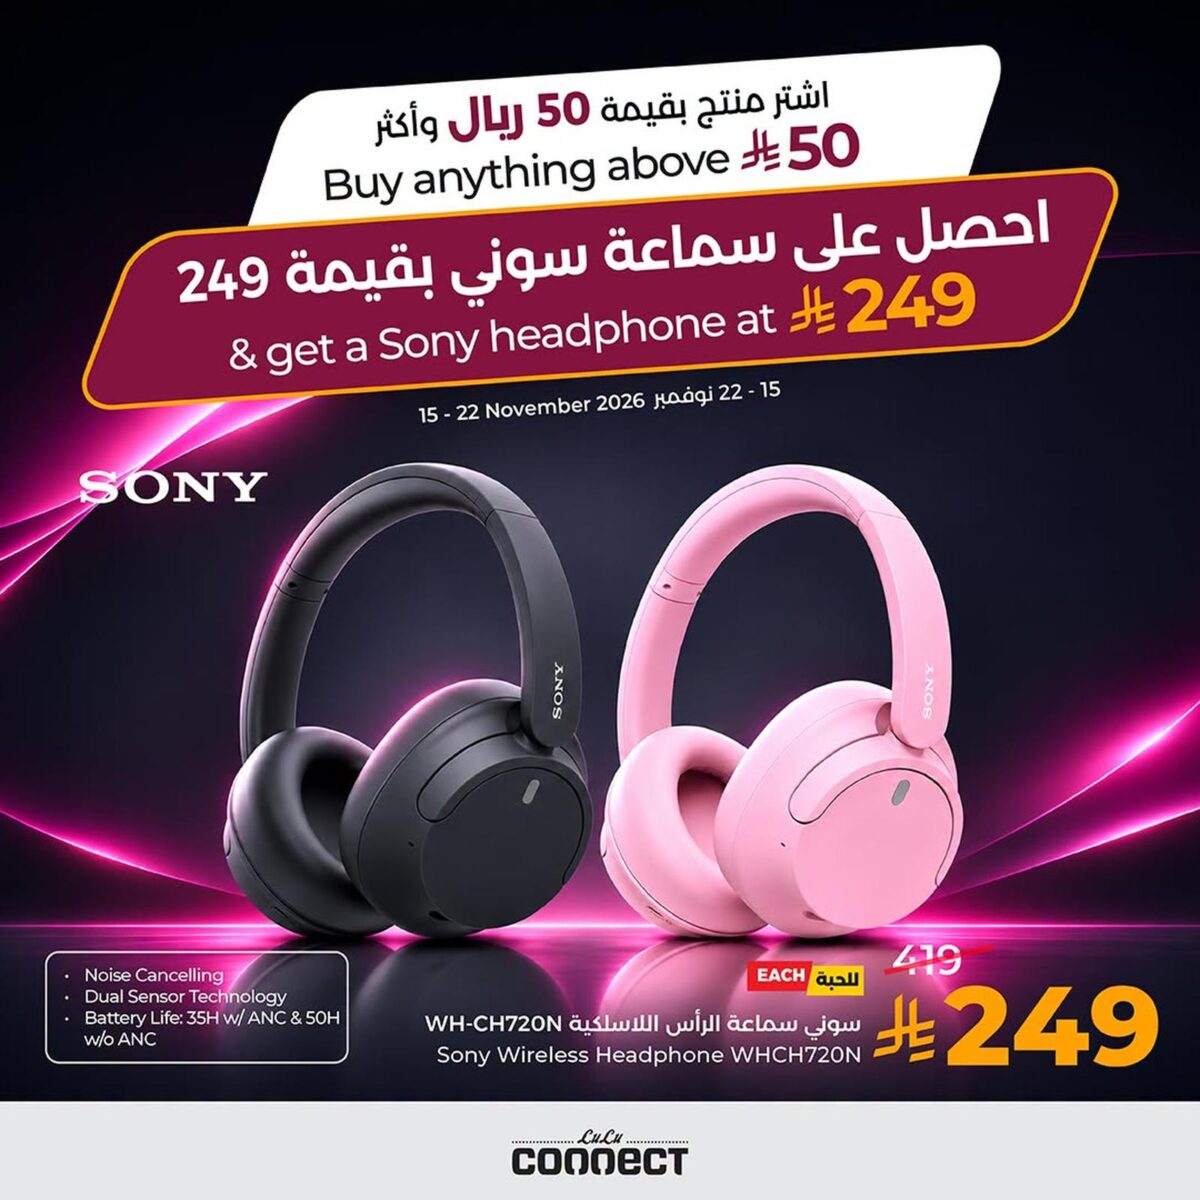 اشتر منتج بقيمة 50 ريال وأكثر
Buy anything above 50
احصل على سماعة سوني بقيمة 249
& get a Sony headphone at 249
15 - 22 November 2026 15 - 22 نوفمبر
SONY
SONY
SONY
• Noise Cancelling
• Dual Sensor Technology
• Battery Life: 35H w/ ANC & 50H
w/o ANC
419
EACH للحبة
سوني سماعة الرأس اللاسلكية WH-CH720N
Sony Wireless Headphone WHCH720N
249
LuLu
connect